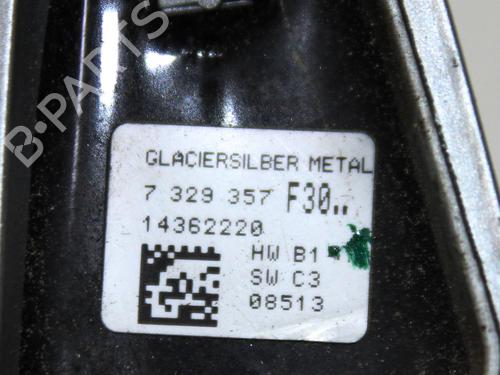 B-PARTS
GLACIERSILBER METAL
7 329 357 F30..
14362220
HW B1
SW C3
08513